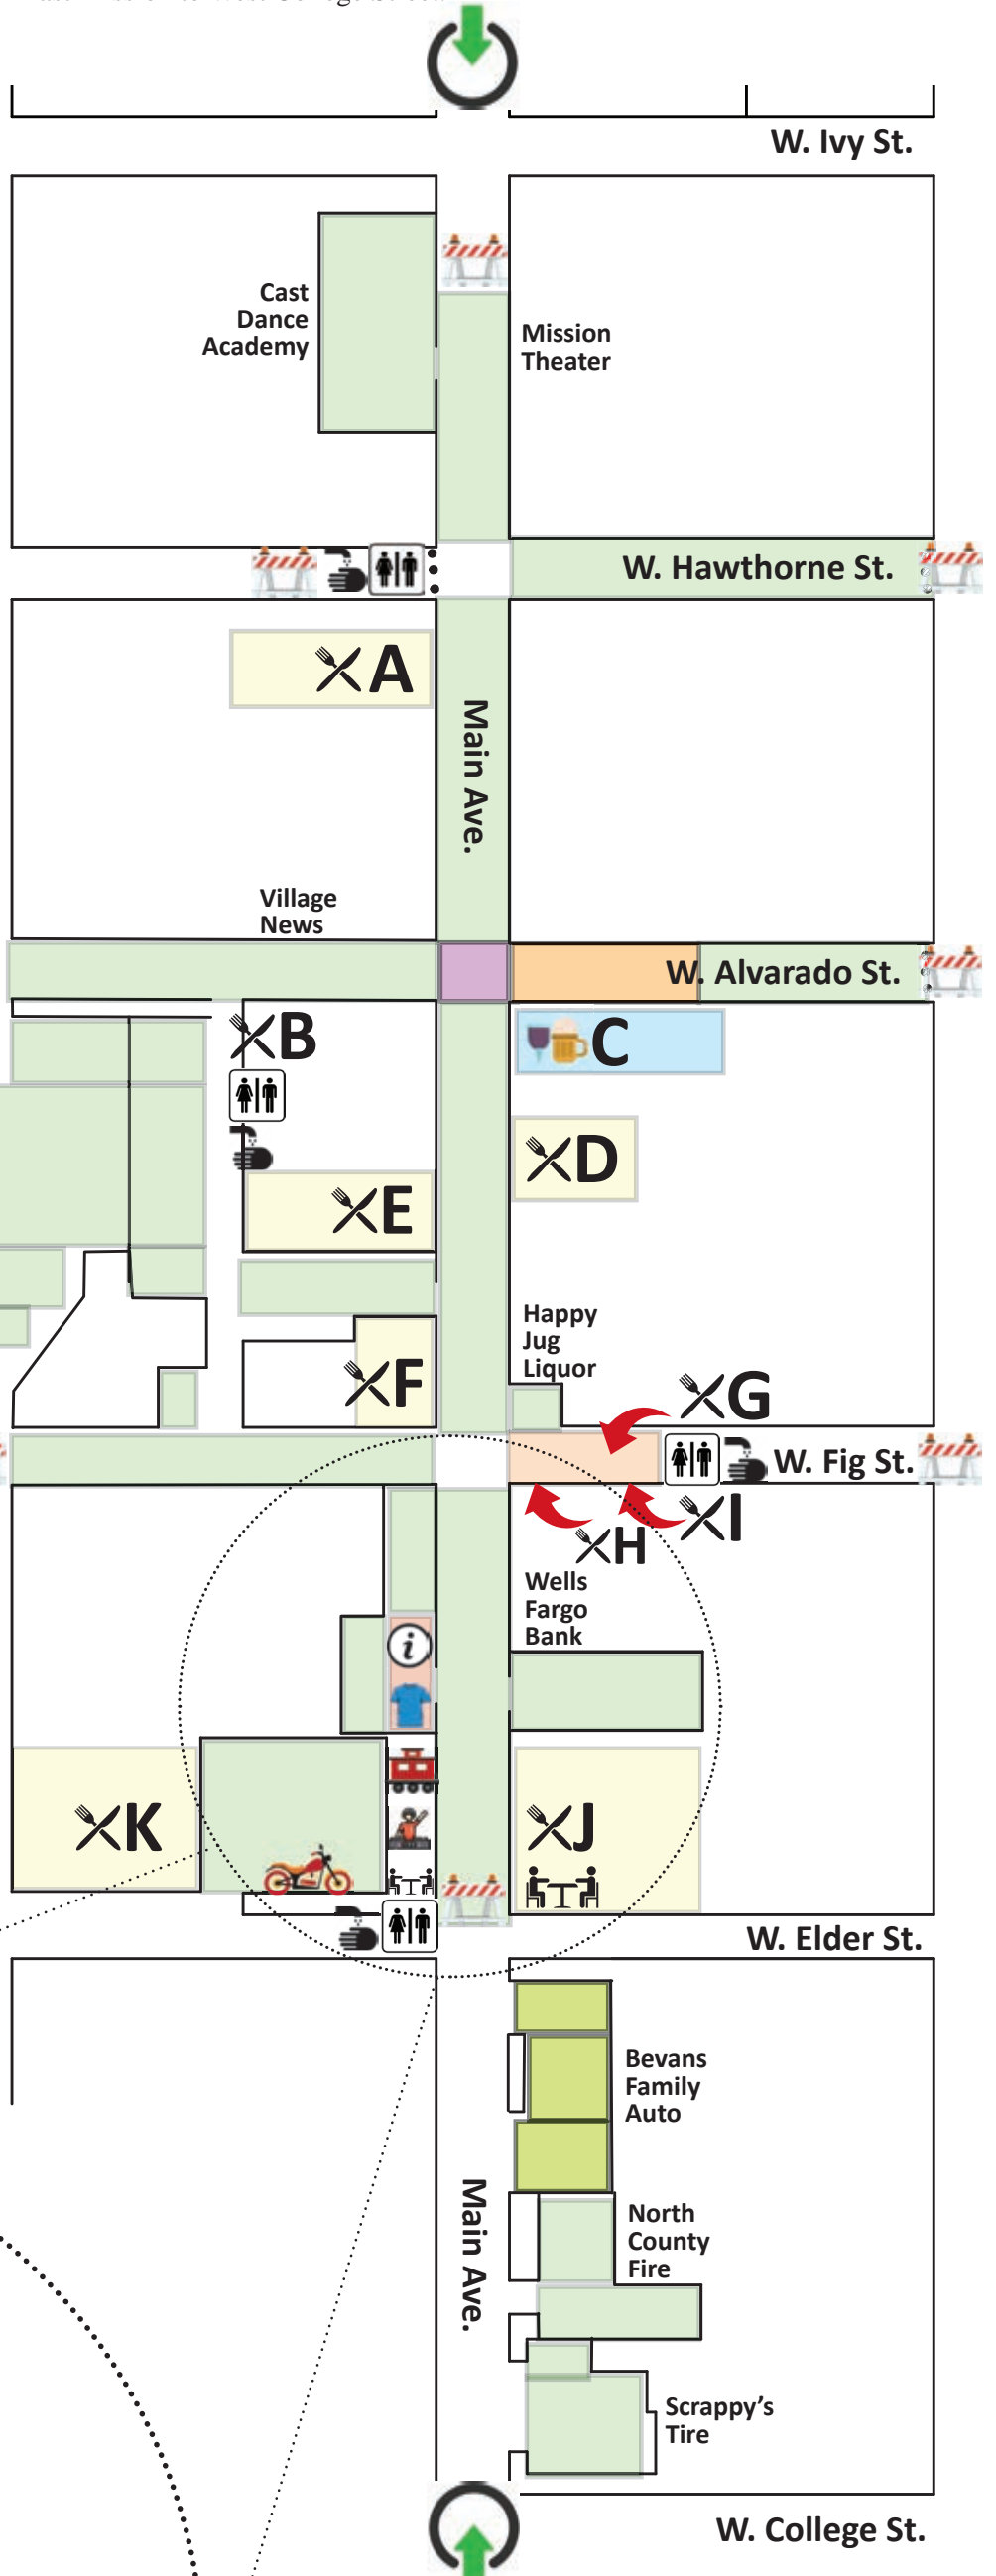 W. Ivy St.
Cast
Dance
Academy
Mission
Theater
W. Hawthorne St.
A
Main Ave.
Village
News
W. Alvarado St.
B
C
D
E
Happy
Jug
Liquor
F
G
W. Fig St.
I
H
Wells
Fargo
Bank
i
K
J
W. Elder St.
Bevans
Family
Auto
Main Ave.
North
County
Fire
Scrappy’s
Tire
W. College St.